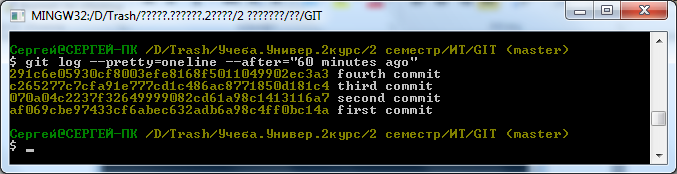 MINGW32:/D/Trash/?????.??????.2????/2 ???????/??/GIT
Сергей@СЕРГЕЙ-ПК /D/Trash/Учеба.Универ.2курс/2 семестр/ИТ/GIT (master)
$ git log --pretty=oneline --after="60 minutes ago"
291c6e05930cf8003efe8168f5011049902ec3a3 fourth commit
c265277c7cfa91e777cd1c486ac8771850d181c4 third commit
070a04c2237f32649999082cd61a98c1413116a7 second commit
af069cbe97433cf6abec632adb6a98c4ff0bc14a first commit
Сергей@СЕРГЕЙ-ПК /D/Trash/Учеба.Универ.2курс/2 семестр/ИТ/GIT (master)
$